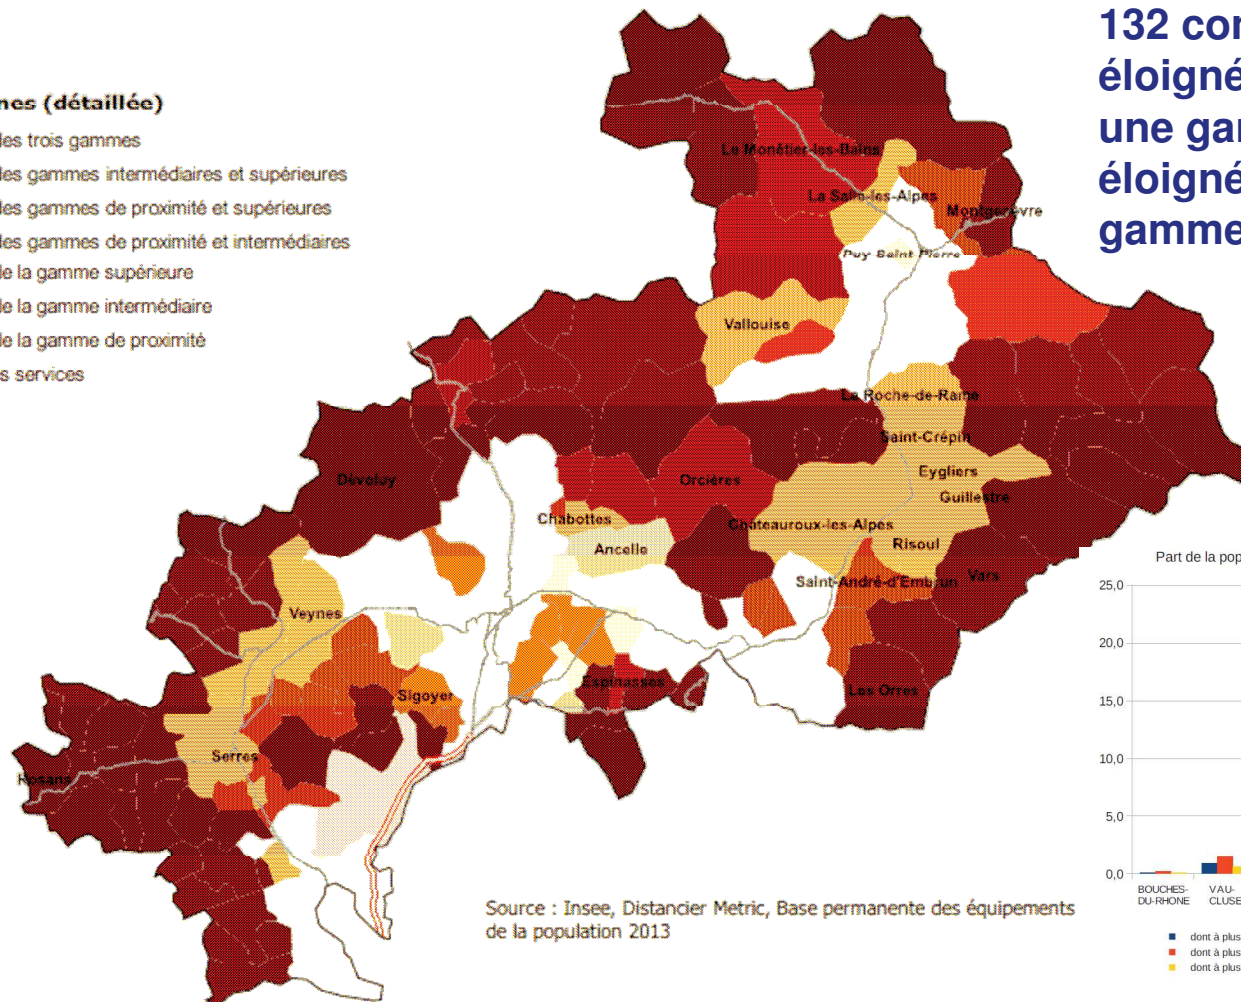 132 con
éloigné
une gar
éloigné
gamme
nes (détaillée)
les trois gammes
les gammes intermédiaires et supérieures
les gammes de proximité et supérieures
les gammes de proximité et intermédiaires
de la gamme supérieure
de la gamme intermédiaire
de la gamme de proximité
s services
Le Monêtier-les-Bains
La Salle-les-Alpes
Montgenèvre
Puy Saint Pierre
Vallouise
La Roche-de-Rame
Saint-Crépin
Eygliers
Guillestre
Dévoluy
Orcières
Chabottes
Châteauroux-les-Alpes
Ancelle
Risoul
Saint-André-d'Embrun
Vars
Veynes
Espinasses
Sigoyer
Les Orres
Serres
Rosans
Part de la pop
25,0
20,0
15,0
10,0
5,0
0,0
BOUCHES-
DU-RHONE
VAU-
CLUSE
dont à plus
dont à plus
dont à plus
Source : Insee, Distancier Metric, Base permanente des équipements
de la population 2013